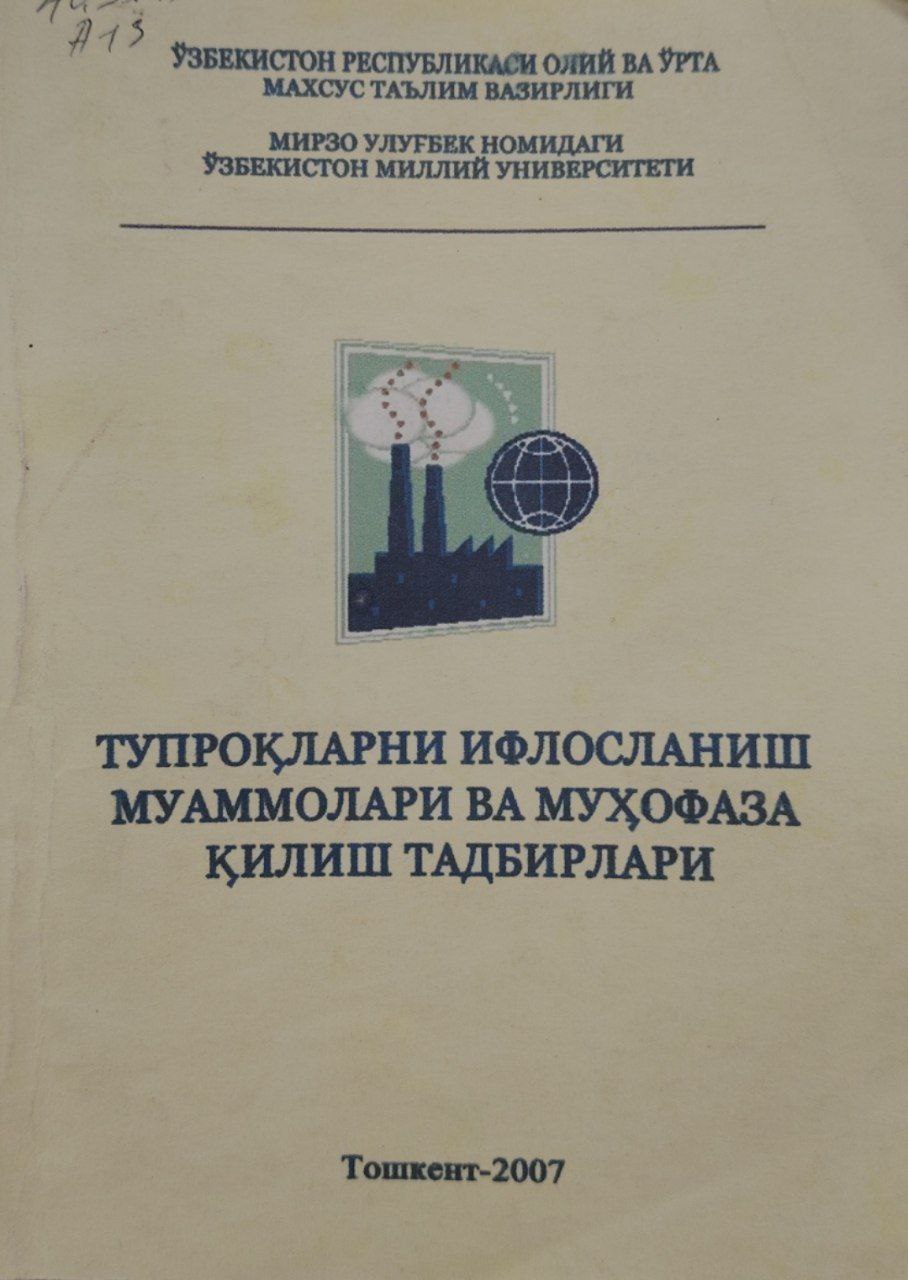 А13
ЎЗБЕКИСТОН РЕСПУБЛИКАСИ ОЛИЙ ВА ЎРТА
МАХСУС ТАЪЛИМ ВАЗИРЛИГИ
МИРЗО УЛУҒБЕК НОМИДАГИ
ЎЗБЕКИСТОН МИЛЛИЙ УНИВЕРСИТЕТИ
ТУПРОҚЛАРНИ ИФЛОСЛАНИШ
МУАММОЛАРИ ВА МУҲОФАЗА
ҚИЛИШ ТАДБИРЛАРИ
Тошкент-2007